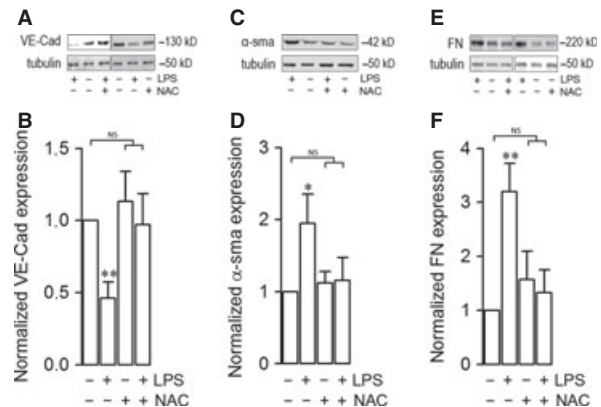 A
VE-Cad
–130 kD
tubulin
–50 kD
+ – + – – + LPS
– – + – + + NAC
C
α-sma
–42 kD
tubulin
–50 kD
LPS
NAC
E
FN
–220 kD
tubulin
–50 kD
LPS
NAC
B
Normalized VE-Cad expression
1.5
1.0
0.5
0.0
NS
**
– + – + LPS
– – + + NAC
D
Normalized α-sma expression
3
2
1
0
NS
*
– + – + LPS
– – + + NAC
F
Normalized FN expression
4
3
2
1
0
NS
**
– + – + LPS
– – + + NAC